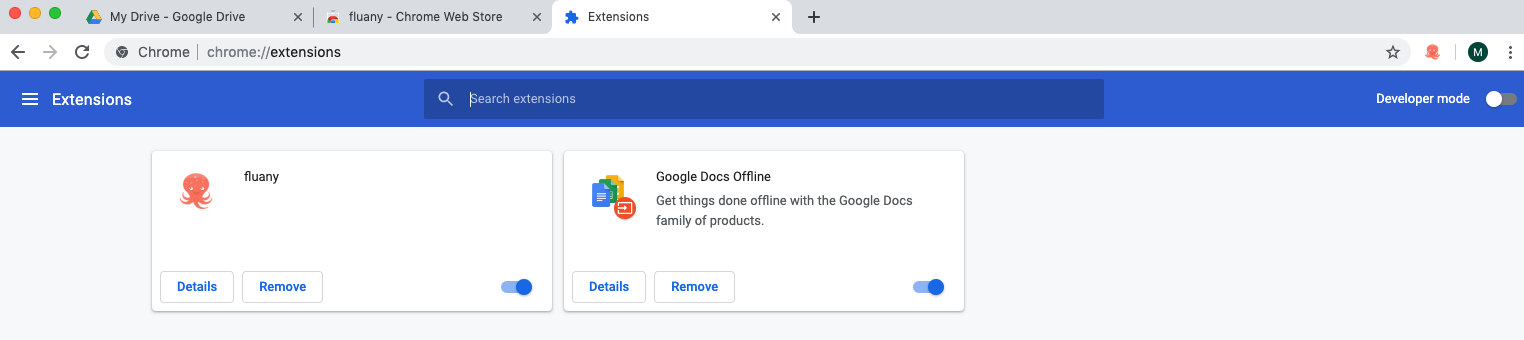 My Drive - Google Drive
fluany - Chrome Web Store
Extensions
Chrome chrome://extensions
M
Extensions
Search extensions
Developer mode
fluany
Details Remove
Google Docs Offline
Get things done offline with the Google Docs
family of products.
Details Remove